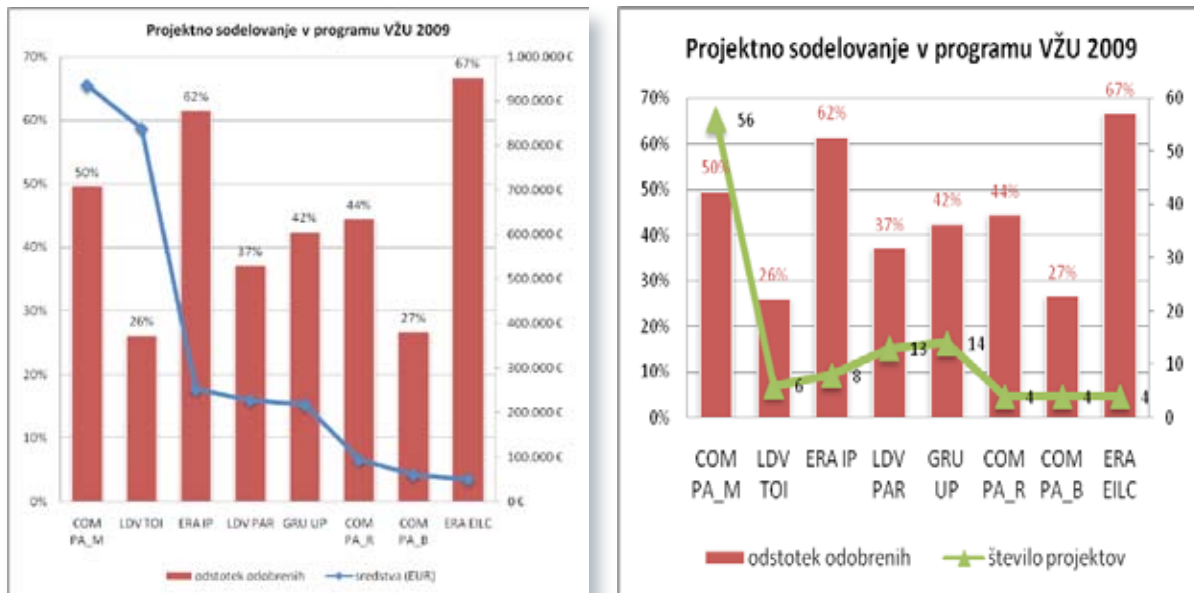 Projektno sodelovanje v programu VŽU 2009
70%
60%
50%
40%
30%
20%
10%
0%
1.000.000 €
900.000 €
800.000 €
700.000 €
600.000 €
500.000 €
400.000 €
300.000 €
200.000 €
100.000 €
0 €
50%
26%
62%
37%
42%
44%
27%
67%
COM PA_M
LDV TOI
ERA IP
LDV PAR
GRU UP
COM PA_R
COM PA_B
ERA EILC
odstotek odobrenih
sredstva (EUR)
Projektno sodelovanje v programu VŽU 2009
70%
60%
50%
40%
30%
20%
10%
0%
60
50
40
30
20
10
0
50%
26%
62%
37%
42%
44%
27%
67%
56
6
8
13
14
4
4
4
COM PA_M
LDV TOI
ERA IP
LDV PAR
GRU UP
COM PA_R
COM PA_B
ERA EILC
odstotek odobrenih
število projektov